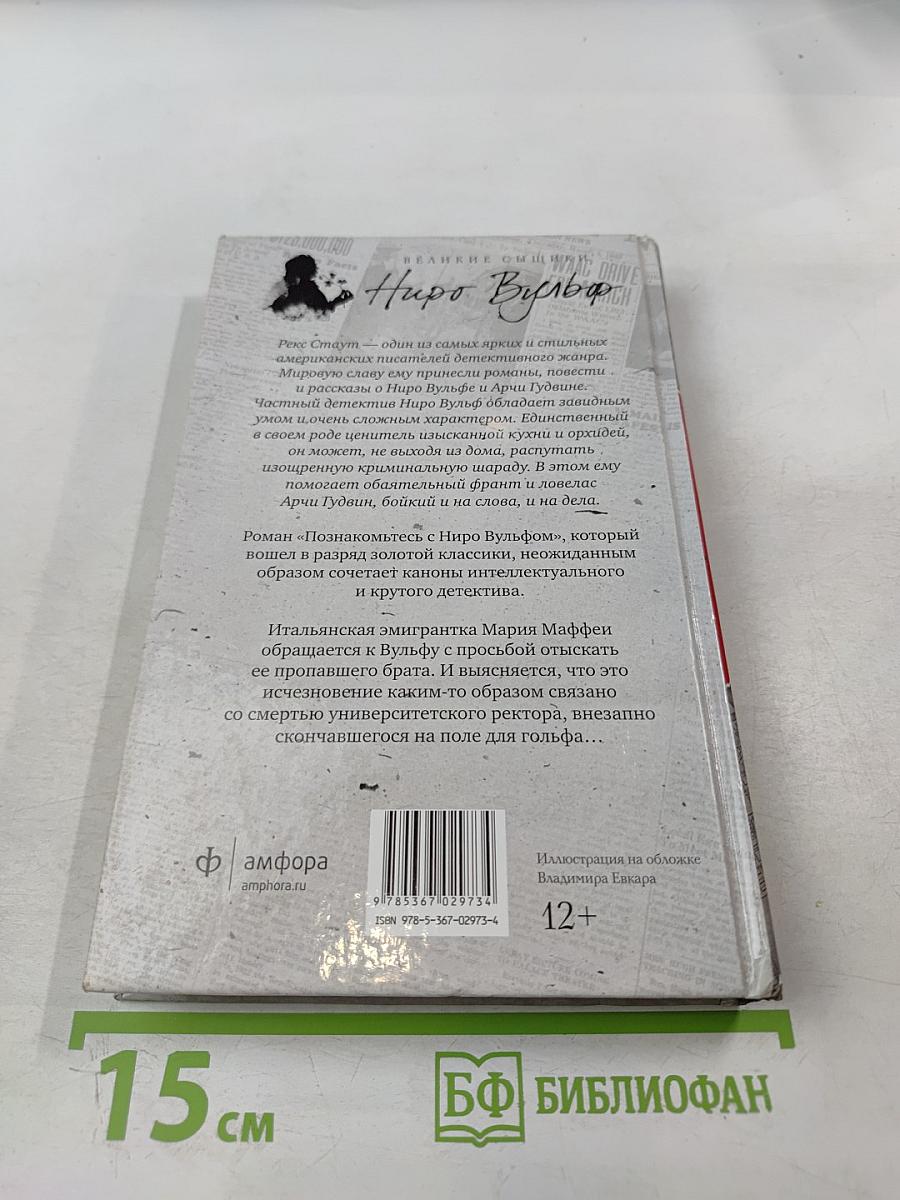 $128,000,000
ВЕЛИКИЕ СЫЩИКИ
WAAC DRIVE
Ниро Вульф
Рекс Стаут — один из самых ярких и стильных
американских писателей детективного жанра.
Мировую славу ему принесли романы, повести
и рассказы о Ниро Вульфе и Арчи Гудвине.
Частный детектив Ниро Вульф обладает завидным
умом и очень сложным характером. Единственный
в своем роде ценитель изысканной кухни и орхидей,
он может, не выходя из дома, распутать
изощренную криминальную шараду. В этом ему
помогает обаятельный франт и ловелас
Арчи Гудвин, бойкий и на слова, и на дела.
Роман «Познакомьтесь с Ниро Вульфом», который
вошел в разряд золотой классики, неожиданным
образом сочетает каноны интеллектуального
и крутого детектива.
Итальянская эмигрантка Мария Маффеи
обращается к Вульфу с просьбой отыскать
ее пропавшего брата. И выясняется, что это
исчезновение каким-то образом связано
со смертью университетского ректора, внезапно
скончавшегося на поле для гольфа...
ф амфора
amphora.ru
9 785367 029734
ISBN 978-5-367-02973-4
Иллюстрация на обложке
Владимира Евкара
12+
15 см
БФ БИБЛИОФАН